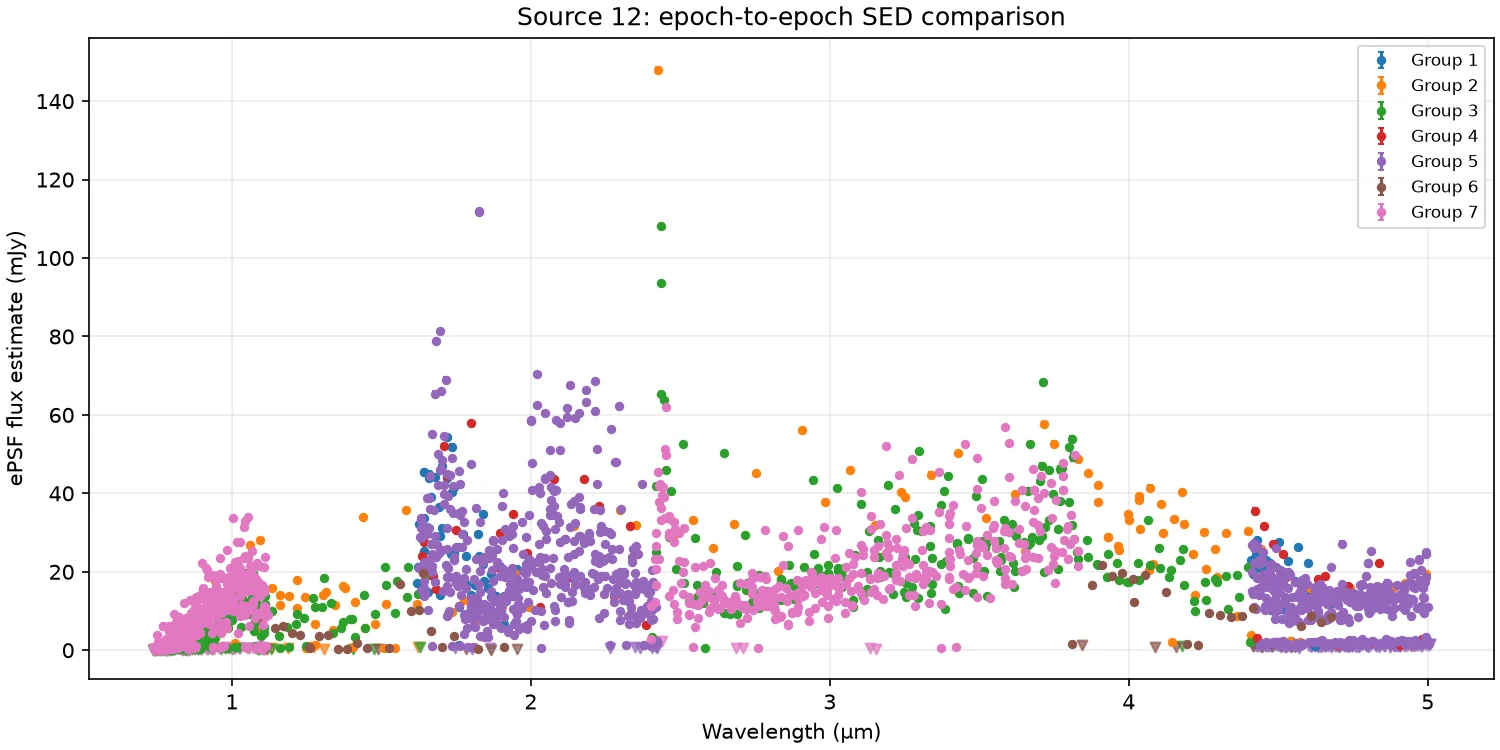 Source 12: epoch-to-epoch SED comparison
ePSF flux estimate (mJy)
140
120
100
80
60
40
20
0
1
2
3
4
5
Wavelength (μm)
Group 1
Group 2
Group 3
Group 4
Group 5
Group 6
Group 7